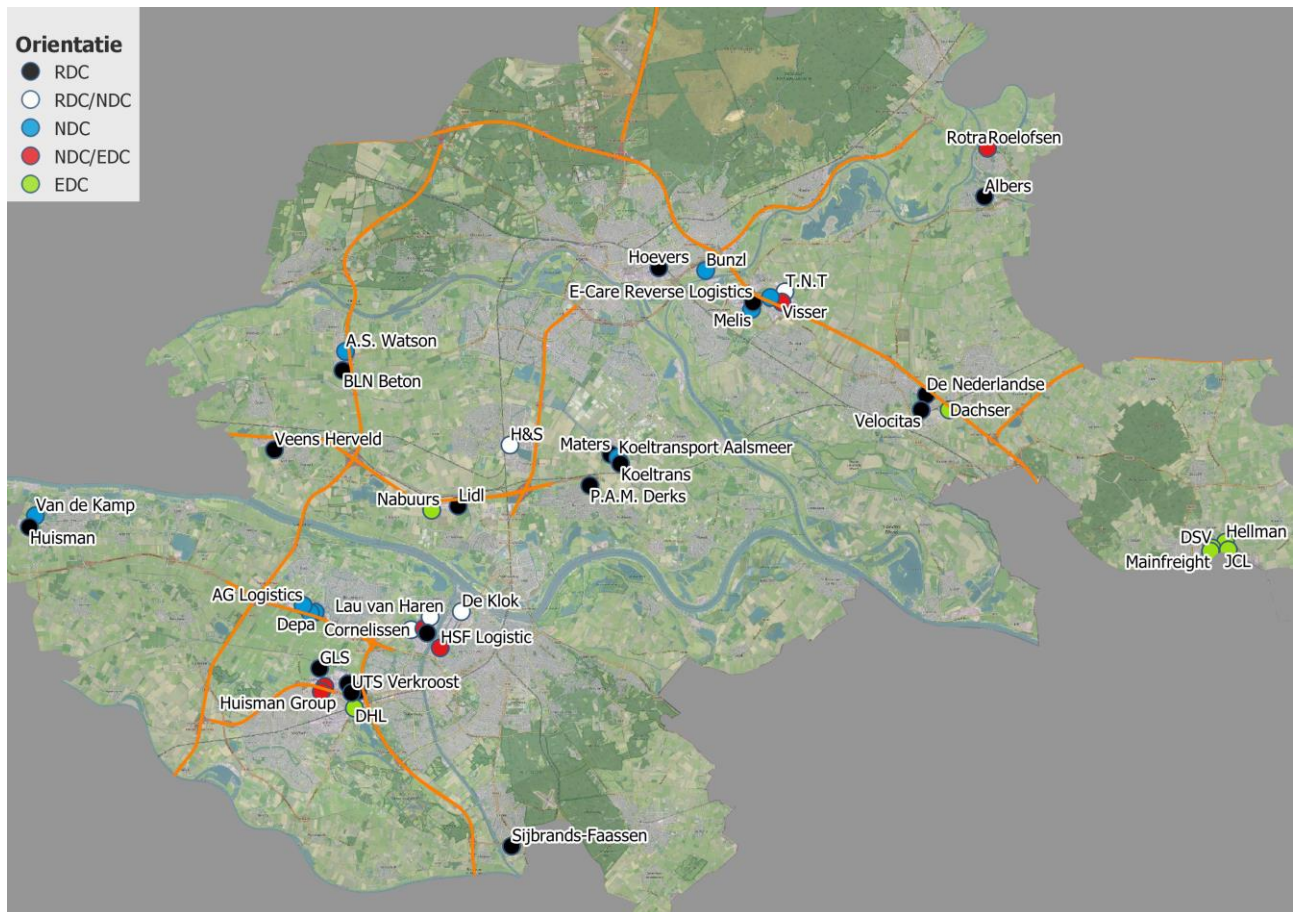 Orientatie
RDC
RDC/NDC
NDC
NDC/EDC
EDC
RotraRoelofsen
Albers
Hoevers
Bunzl
T.N.T
E-Care Reverse Logistics
Melis
Visser
A.S. Watson
BLN Beton
De Nederlandse
Velocitas
Dachser
Veens Herveld
H&S
Maters
Koeltransport Aalsmeer
Koeltrans
P.A.M. Derks
Nabuurs
Lidl
Van de Kamp
Huisman
DSV
Hellman
Mainfreight
JCL
AG Logistics
Depa
Lau van Haren
De Klok
Cornelissen
HSF Logistic
GLS
UTS Verkroost
Huisman Group
DHL
Sijbrands-Faassen